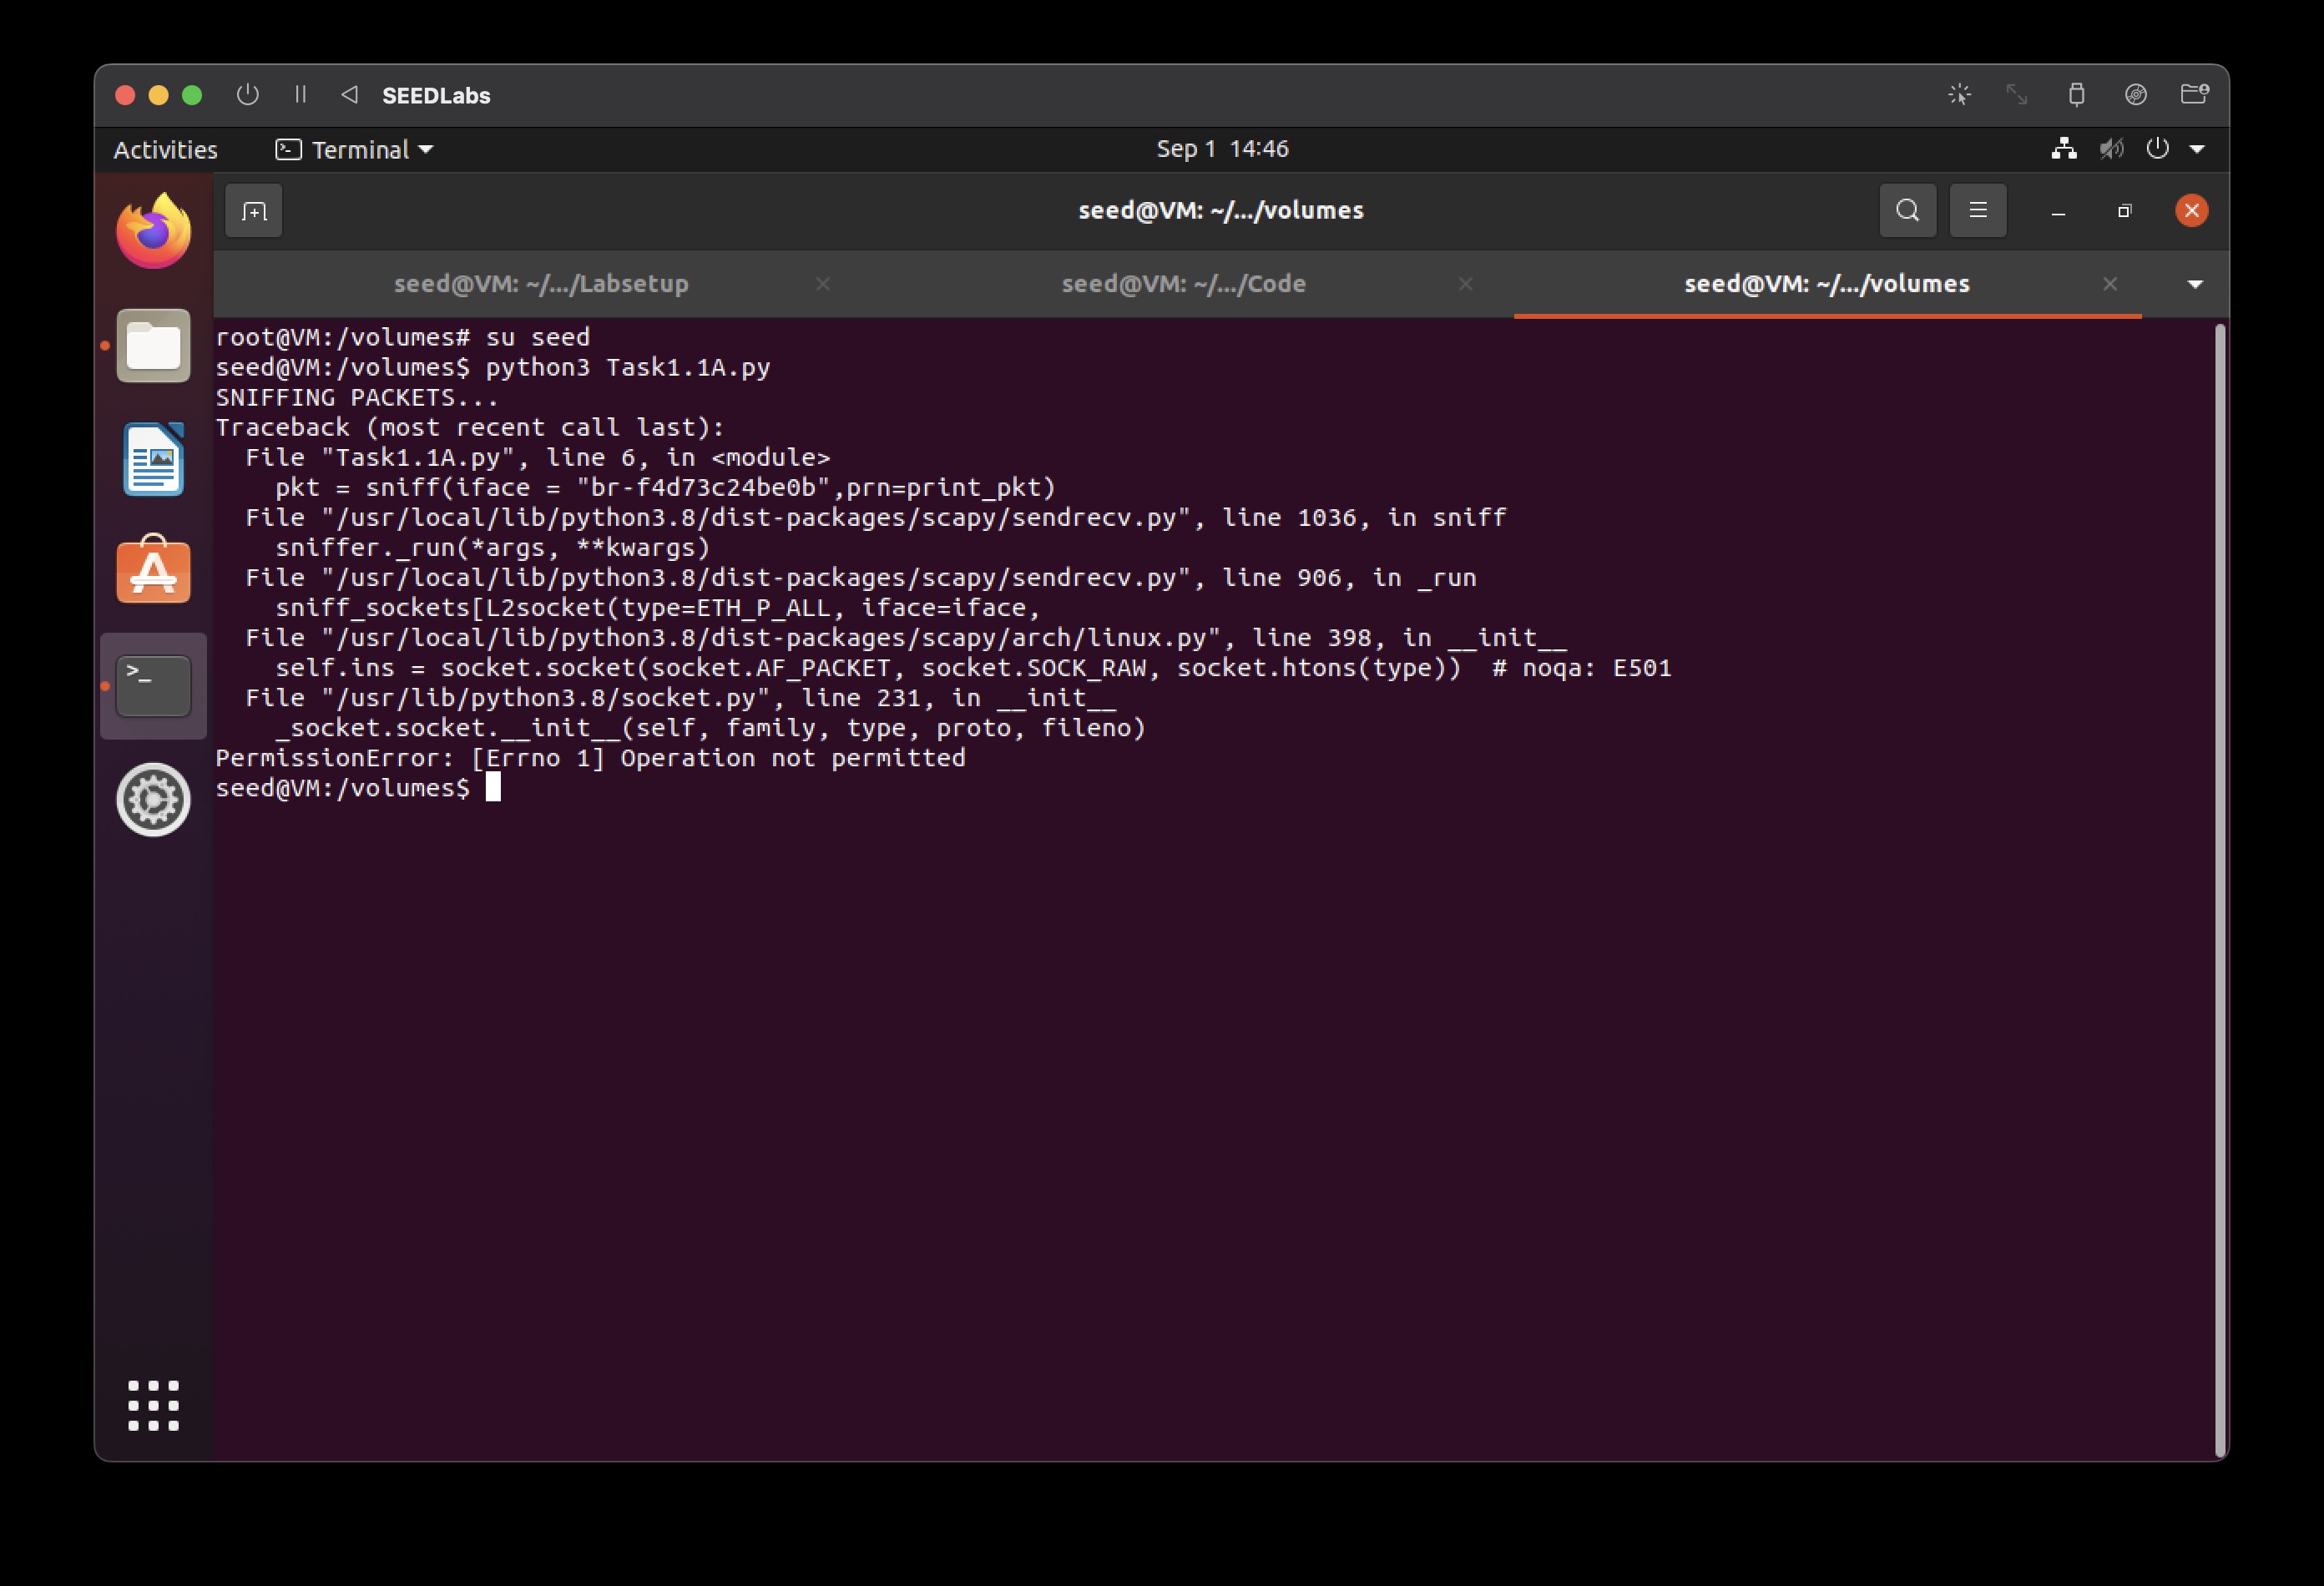 SEEDLabs
Activities
Terminal
Sep 1 14:46
seed@VM: ~/.../volumes
seed@VM: ~/.../Labsetup
seed@VM: ~/.../Code
seed@VM: ~/.../volumes
root@VM:/volumes# su seed
seed@VM:/volumes$ python3 Task1.1A.py
SNIFFING PACKETS...
Traceback (most recent call last):
  File "Task1.1A.py", line 6, in <module>
    pkt = sniff(iface = "br-f4d73c24be0b",prn=print_pkt)
  File "/usr/local/lib/python3.8/dist-packages/scapy/sendrecv.py", line 1036, in sniff
    sniffer._run(*args, **kwargs)
  File "/usr/local/lib/python3.8/dist-packages/scapy/sendrecv.py", line 906, in _run
    sniff_sockets[L2socket(type=ETH_P_ALL, iface=iface,
  File "/usr/local/lib/python3.8/dist-packages/scapy/arch/linux.py", line 398, in __init__
    self.ins = socket.socket(socket.AF_PACKET, socket.SOCK_RAW, socket.htons(type))  # noqa: E501
  File "/usr/lib/python3.8/socket.py", line 231, in __init__
    _socket.socket.__init__(self, family, type, proto, fileno)
PermissionError: [Errno 1] Operation not permitted
seed@VM:/volumes$